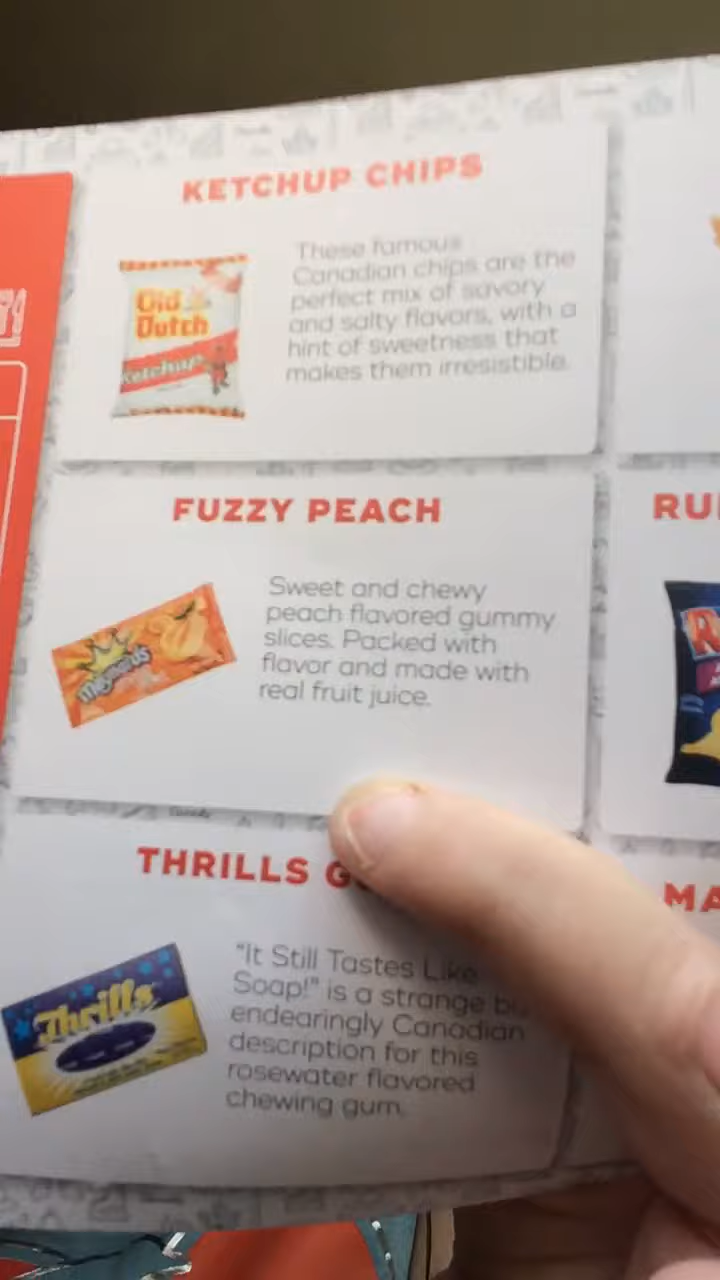 KETCHUP CHIPS
Old
Dutch
Ketchup
These famous
Canadian chips are the
perfect mix of savory
and salty flavors, with a
hint of sweetness that
makes them irresistible.
FUZZY PEACH
maynards
Sweet and chewy
peach flavored gummy
slices. Packed with
flavor and made with
real fruit juice.
RU
THRILLS G
MA
Thrills
"It Still Tastes Like
Soap!" is a strange bu
endearingly Canadian
description for this
rosewater flavored
chewing gum.